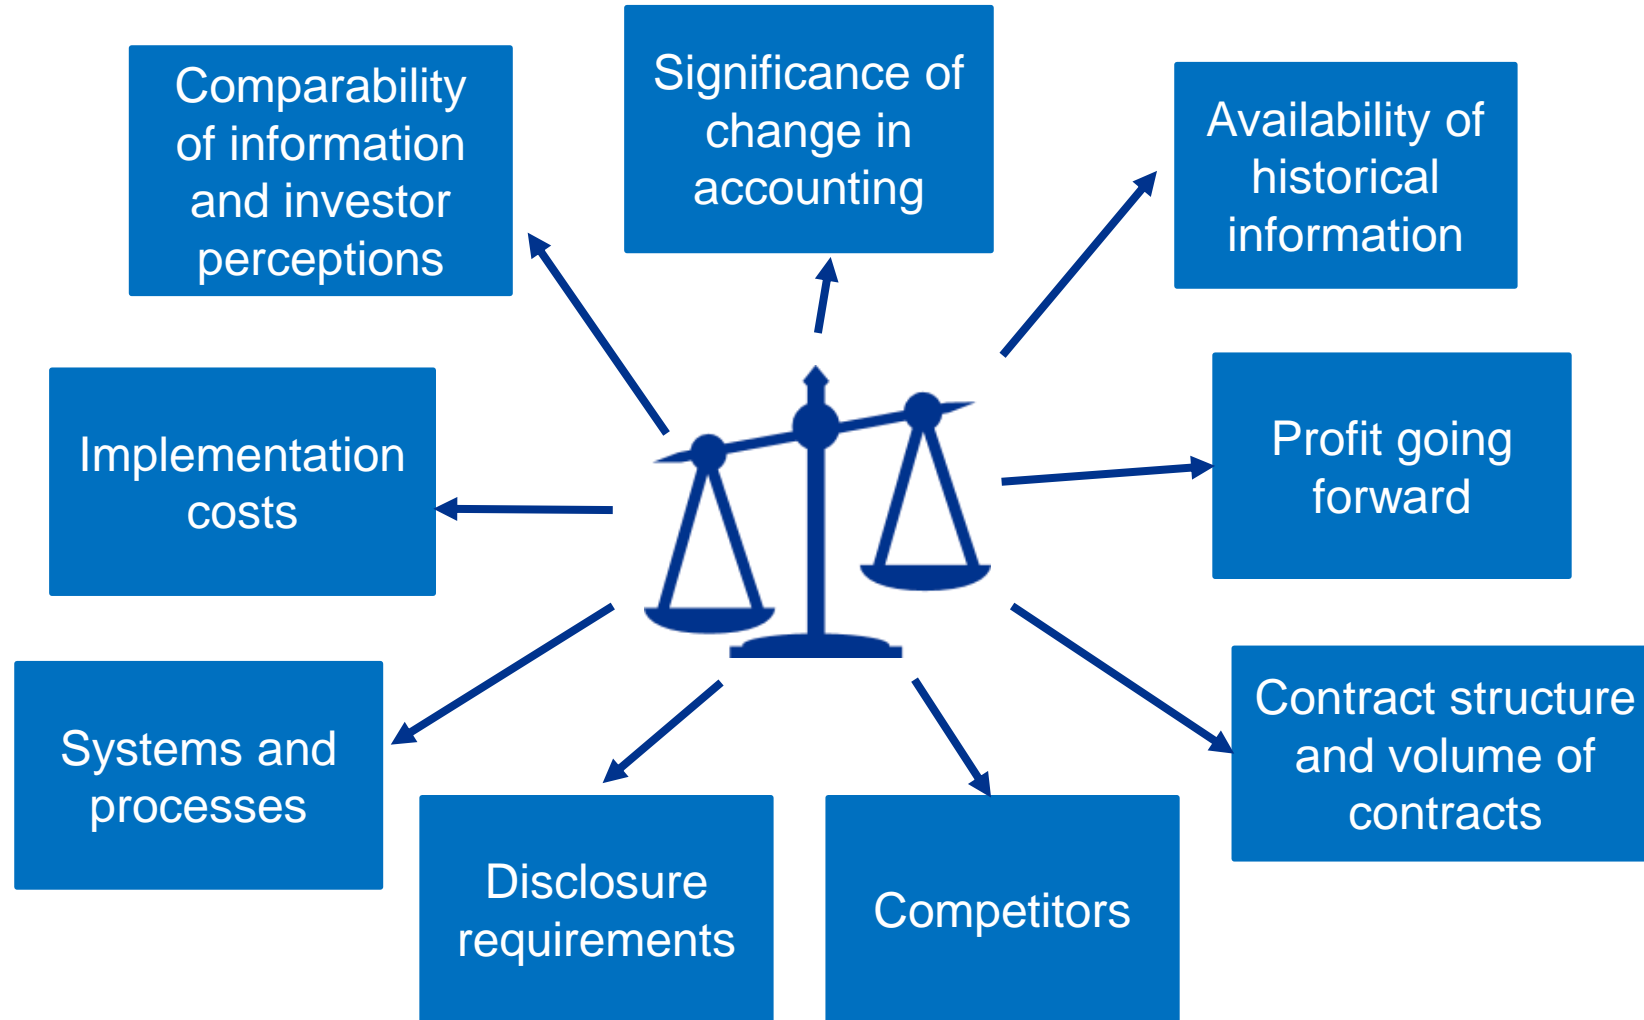 Comparability
of information
and investor
perceptions
Significance of
change in
accounting
Availability of
historical
information
Implementation
costs
Profit going
forward
Systems and
processes
Contract structure
and volume of
contracts
Disclosure
requirements
Competitors